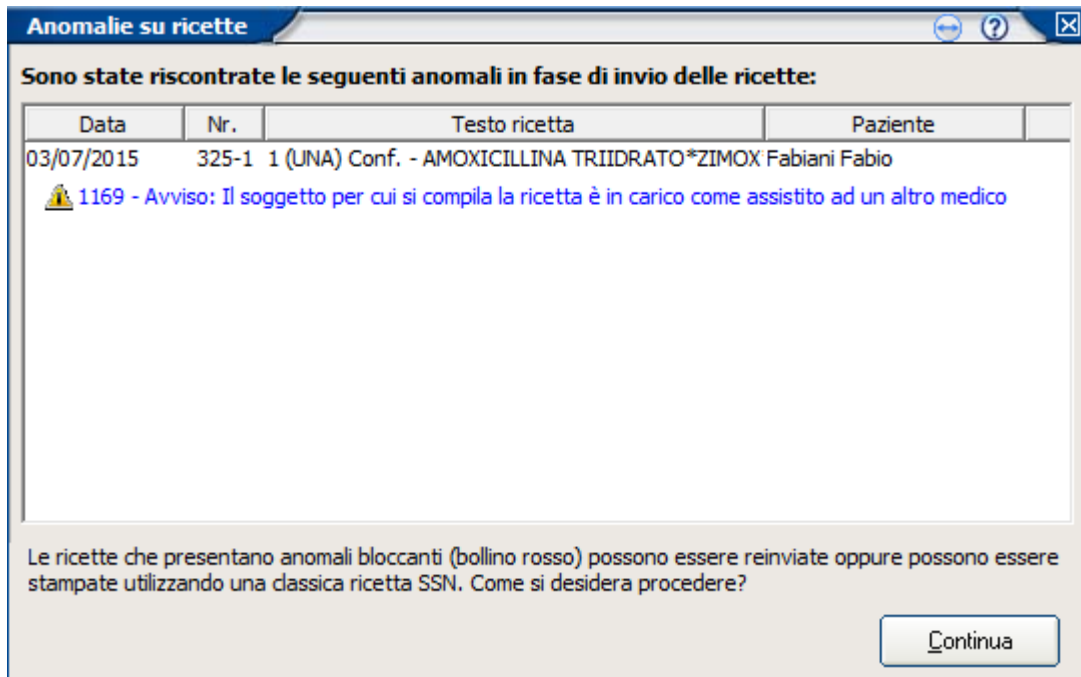 Anomalie su ricette
Sono state riscontrate le seguenti anomali in fase di invio delle ricette:
Data Nr. Testo ricetta Paziente
03/07/2015 325-1 1 (UNA) Conf. - AMOXICILLINA TRIIDRATO*ZIMOX Fabiani Fabio
1169 - Avviso: Il soggetto per cui si compila la ricetta è in carico come assistito ad un altro medico
Le ricette che presentano anomali bloccanti (bollino rosso) possono essere reinviate oppure possono essere
stampate utilizzando una classica ricetta SSN. Come si desidera procedere?
Continua